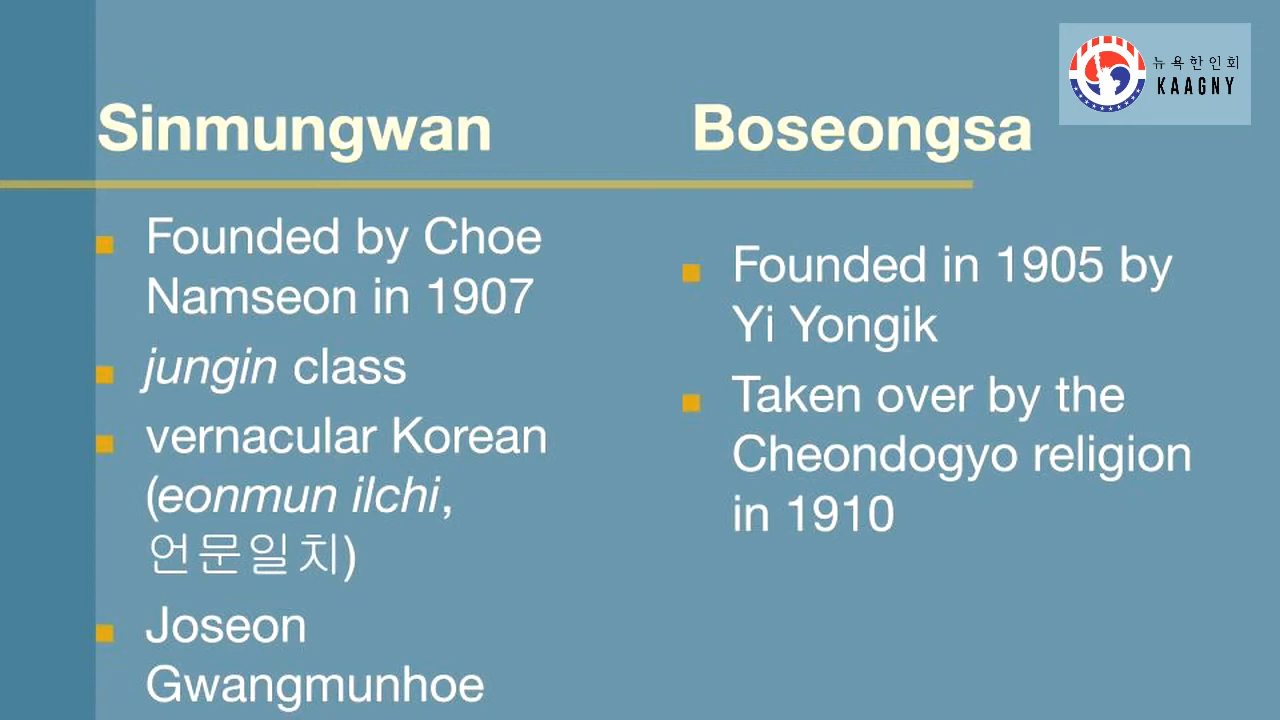 뉴욕한인회
KAAGNY
Sinmungwan
Founded by Choe
Namseon in 1907
jungin class
vernacular Korean
(eonmun ilchi,
언문일치)
Joseon
Gwangmunhoe
Boseongsa
Founded in 1905 by
Yi Yongik
Taken over by the
Cheondogyo religion
in 1910